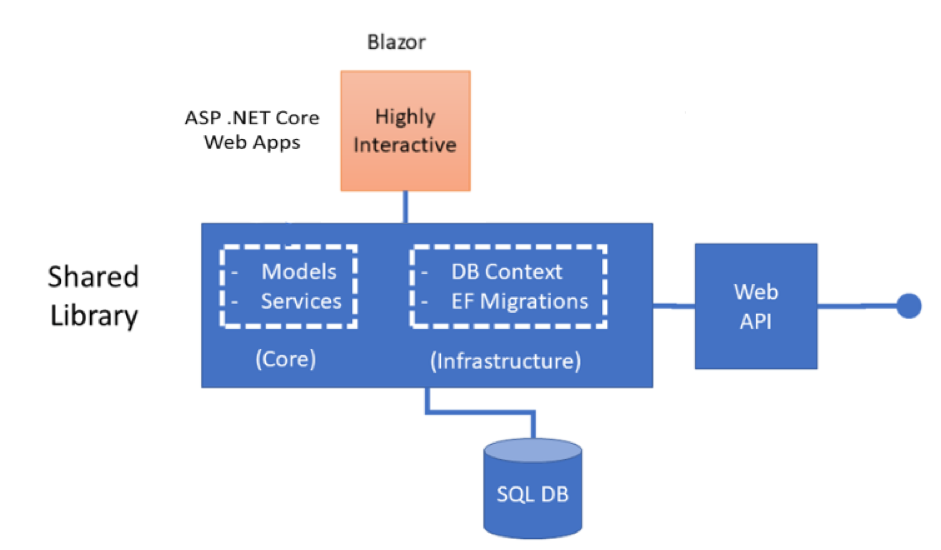 Blazor
ASP .NET Core
Web Apps
Highly
Interactive
Shared
Library
- Models
- Services
(Core)
- DB Context
- EF Migrations
(Infrastructure)
Web
API
SQL DB